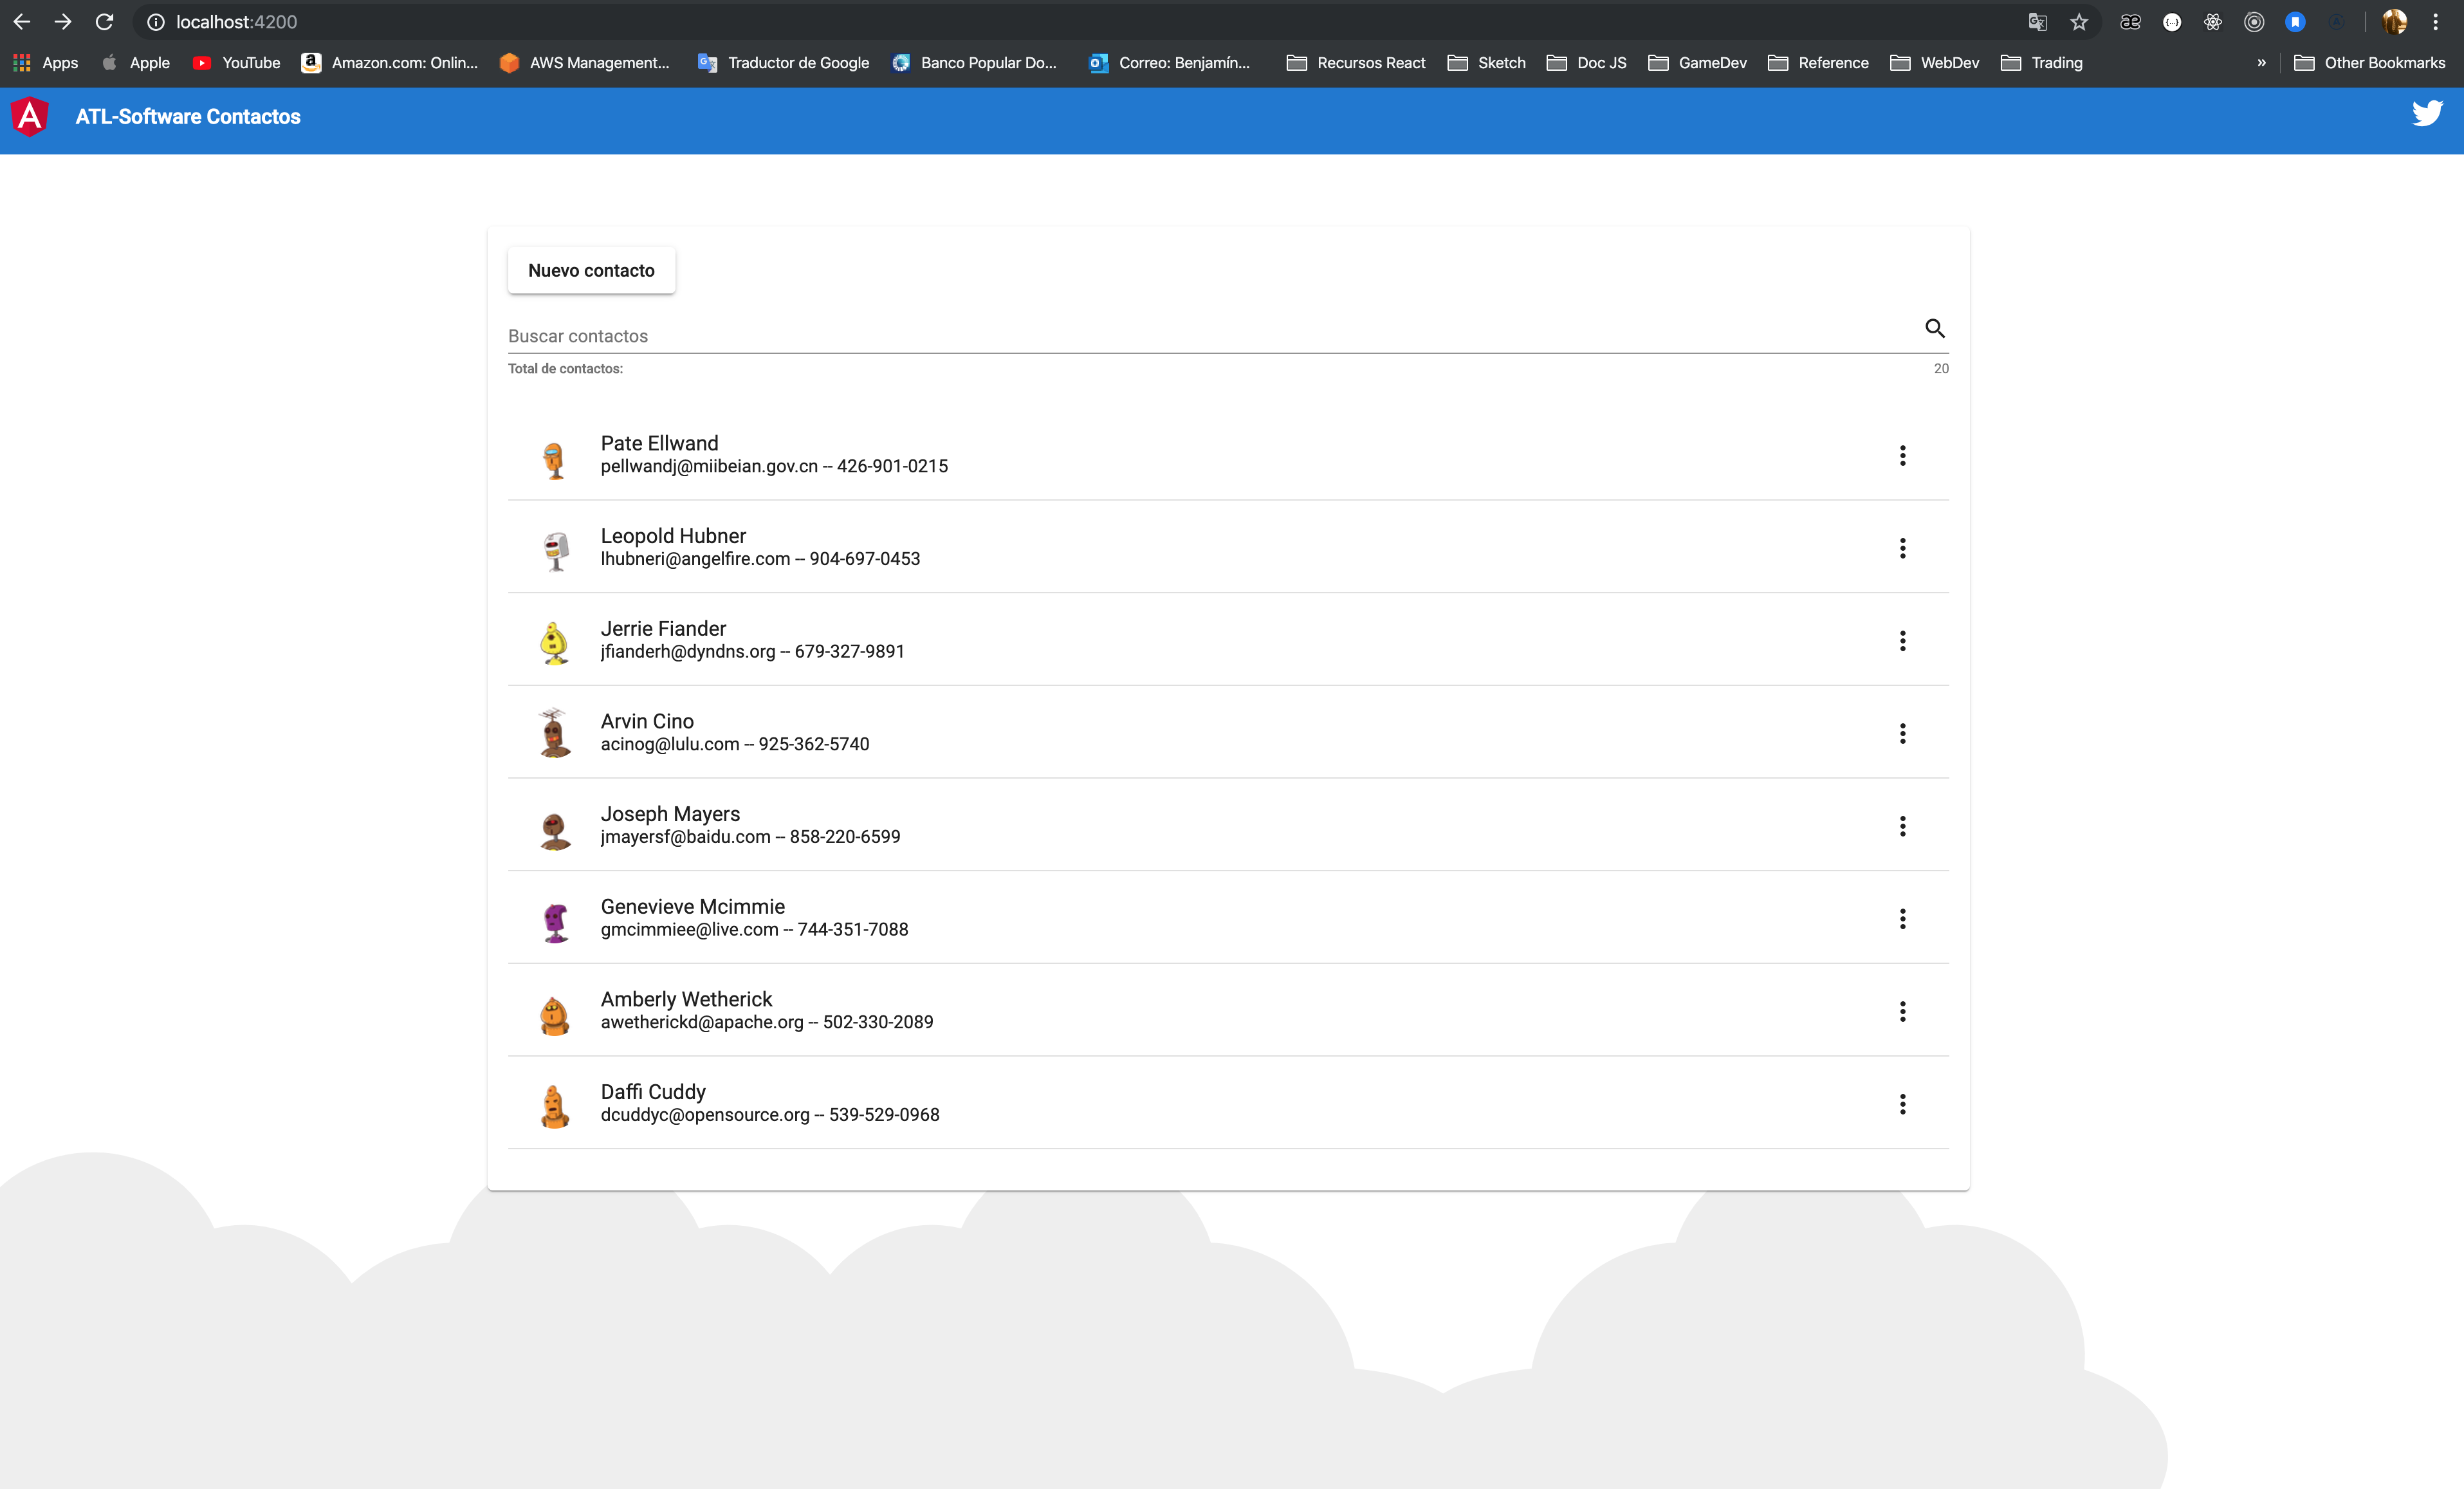 localhost:4200
Apps Apple YouTube Amazon.com: Onlin... AWS Management... Traductor de Google Banco Popular Do... Correo: Benjamín... Recursos React Sketch Doc JS GameDev Reference WebDev Trading » Other Bookmarks
ATL-Software Contactos
Nuevo contacto
Buscar contactos
Total de contactos: 20
Pate Ellwand
pellwandj@miibeian.gov.cn -- 426-901-0215
Leopold Hubner
lhubneri@angelfire.com -- 904-697-0453
Jerrie Fiander
jfianderh@dyndns.org -- 679-327-9891
Arvin Cino
acinog@lulu.com -- 925-362-5740
Joseph Mayers
jmayersf@baidu.com -- 858-220-6599
Genevieve Mcimmie
gmcimmiee@live.com -- 744-351-7088
Amberly Wetherick
awetherickd@apache.org -- 502-330-2089
Daffi Cuddy
dcuddyc@opensource.org -- 539-529-0968